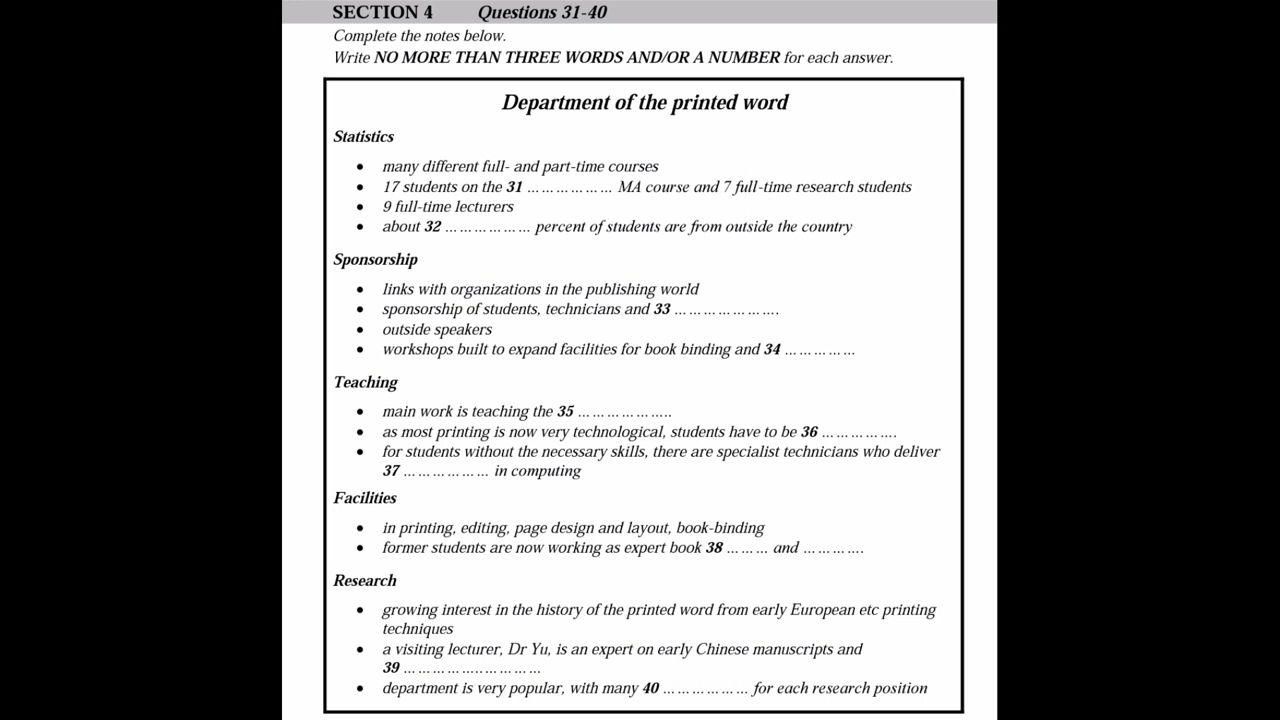 SECTION 4 Questions 31-40
Complete the notes below.
Write NO MORE THAN THREE WORDS AND/OR A NUMBER for each answer.
Department of the printed word
Statistics
• many different full- and part-time courses
• 17 students on the 31 ……………… MA course and 7 full-time research students
• 9 full-time lecturers
• about 32 ……………… percent of students are from outside the country
Sponsorship
• links with organizations in the publishing world
• sponsorship of students, technicians and 33 ………………….
• outside speakers
• workshops built to expand facilities for book binding and 34 ……………
Teaching
• main work is teaching the 35 ………………..
• as most printing is now very technological, students have to be 36 …………….
• for students without the necessary skills, there are specialist technicians who deliver
37 ……………… in computing
Facilities
• in printing, editing, page design and layout, book-binding
• former students are now working as expert book 38 ……… and ………….
Research
• growing interest in the history of the printed word from early European etc printing
techniques
• a visiting lecturer, Dr Yu, is an expert on early Chinese manuscripts and
39 ……………..…………
• department is very popular, with many 40 ……………… for each research position